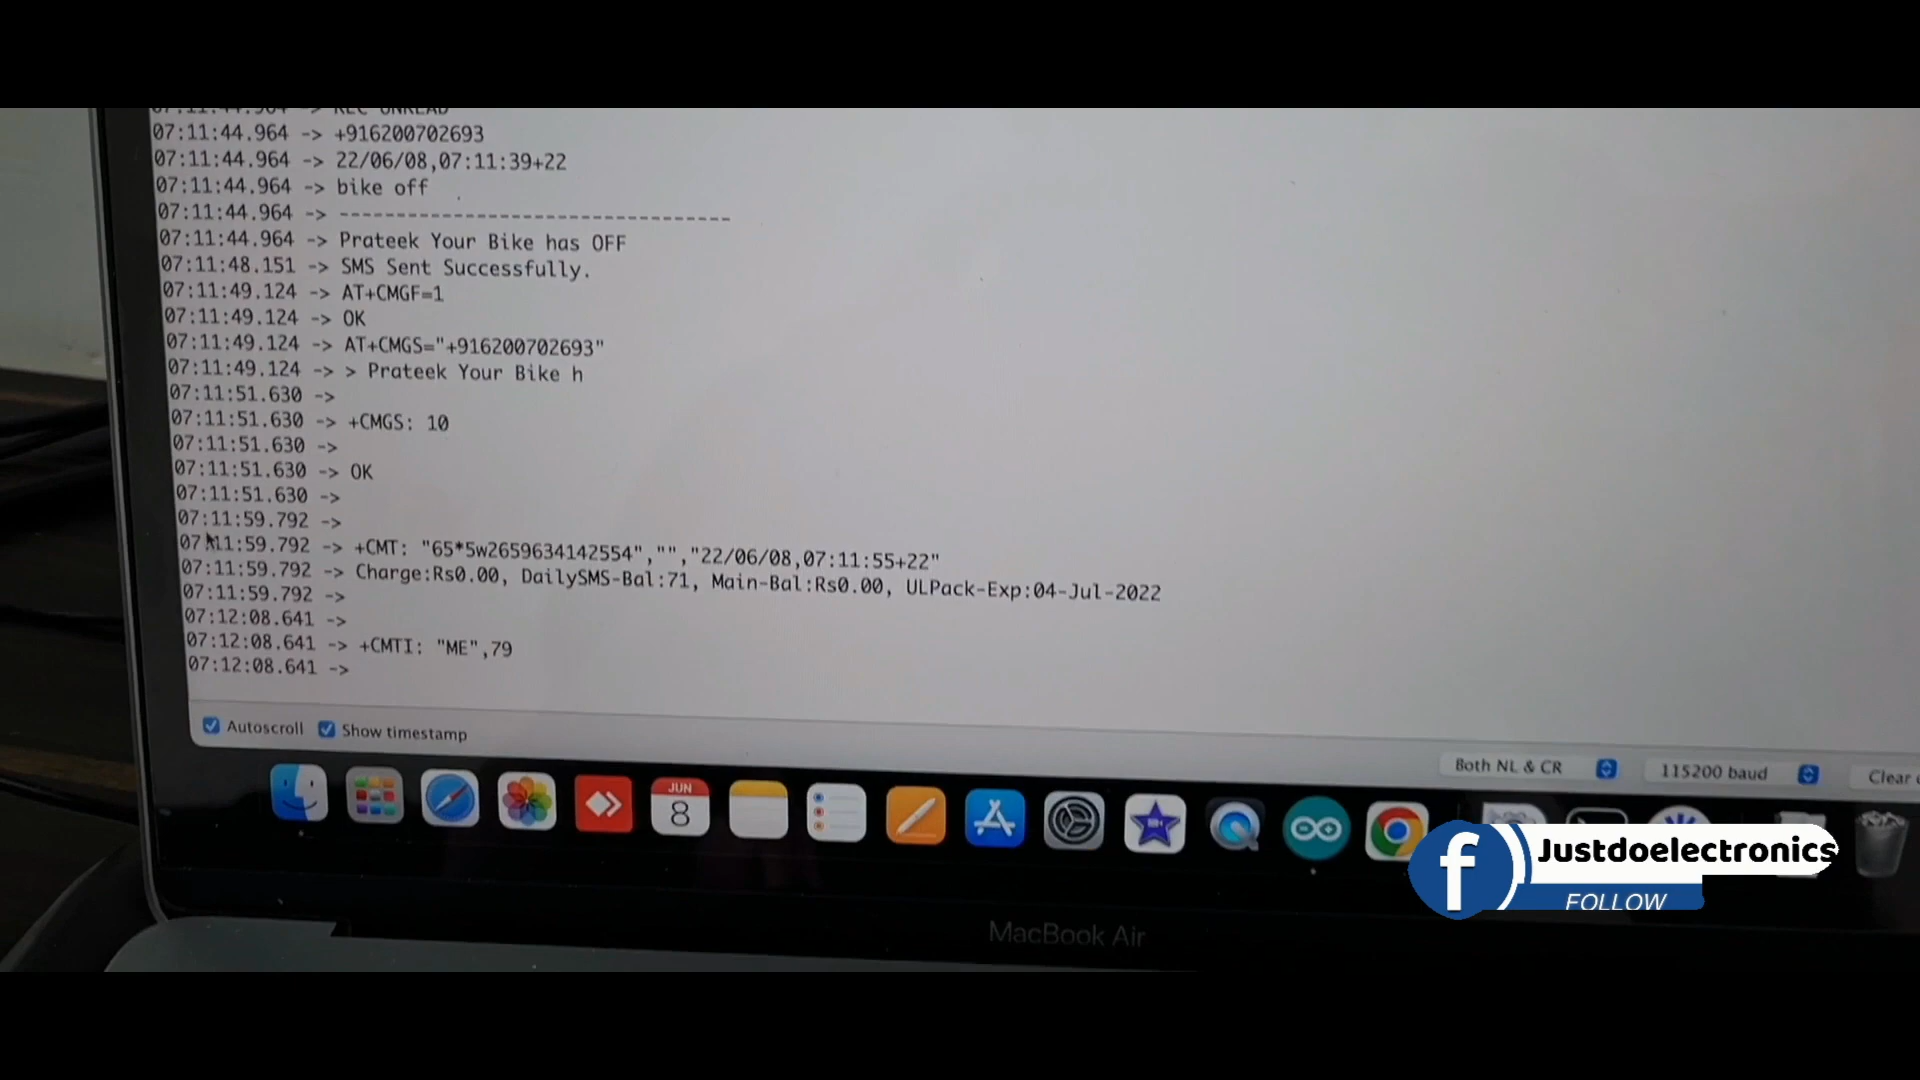 07:11:44.964 -> REC UNREAD
07:11:44.964 -> +916200702693
07:11:44.964 -> 22/06/08,07:11:39+22
07:11:44.964 -> bike off
07:11:44.964 -> ----------------------------------
07:11:44.964 -> Prateek Your Bike has OFF
07:11:48.151 -> SMS Sent Successfully.
07:11:49.124 -> AT+CMGF=1
07:11:49.124 -> OK
07:11:49.124 -> AT+CMGS="+916200702693"
07:11:49.124 -> > Prateek Your Bike h
07:11:51.630 ->
07:11:51.630 -> +CMGS: 10
07:11:51.630 ->
07:11:51.630 -> OK
07:11:51.630 ->
07:11:59.792 ->
07:11:59.792 -> +CMT: "65*5w2659634142554","","22/06/08,07:11:55+22"
07:11:59.792 -> Charge:Rs0.00, DailySMS-Bal:71, Main-Bal:Rs0.00, ULPack-Exp:04-Jul-2022
07:11:59.792 ->
07:12:08.641 ->
07:12:08.641 -> +CMTI: "ME",79
07:12:08.641 ->
Autoscroll Show timestamp
Both NL & CR 115200 baud Clear
JUN
8
Justdoelectronics
FOLLOW
MacBook Air